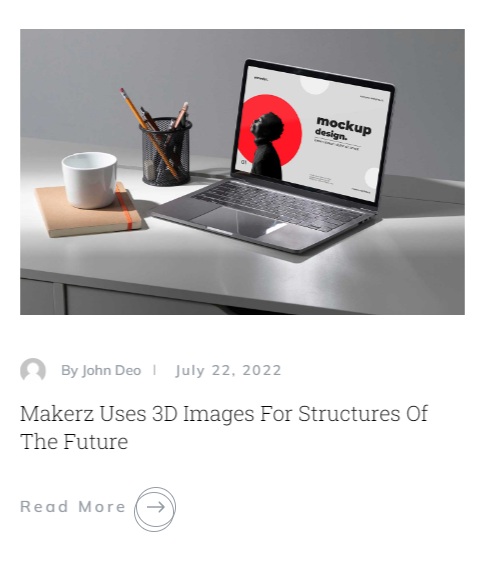 mockup
design.
By John Deo | July 22, 2022
Makerz Uses 3D Images For Structures Of
The Future
Read More